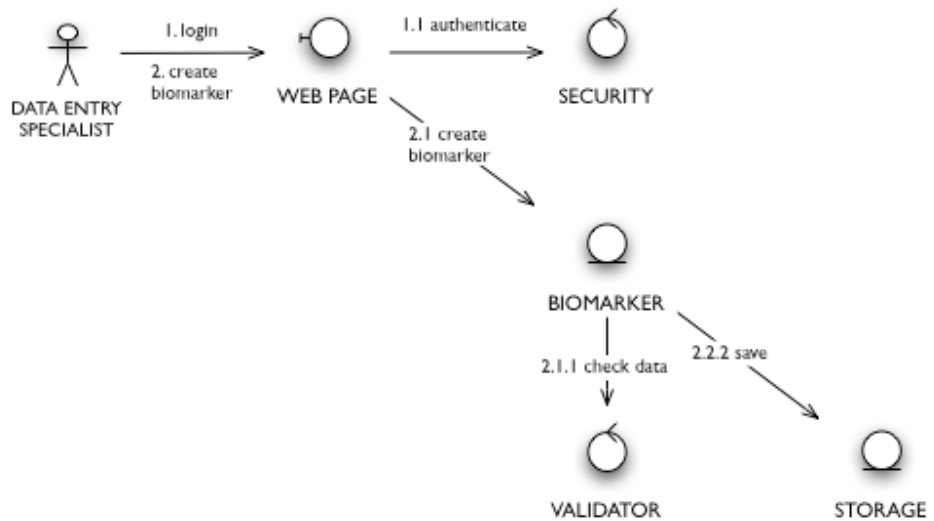 1. login
1.1 authenticate
2. create
biomarker
WEB PAGE
SECURITY
DATA ENTRY
SPECIALIST
2.1 create
biomarker
BIOMARKER
2.1.1 check data
2.2.2 save
VALIDATOR
STORAGE